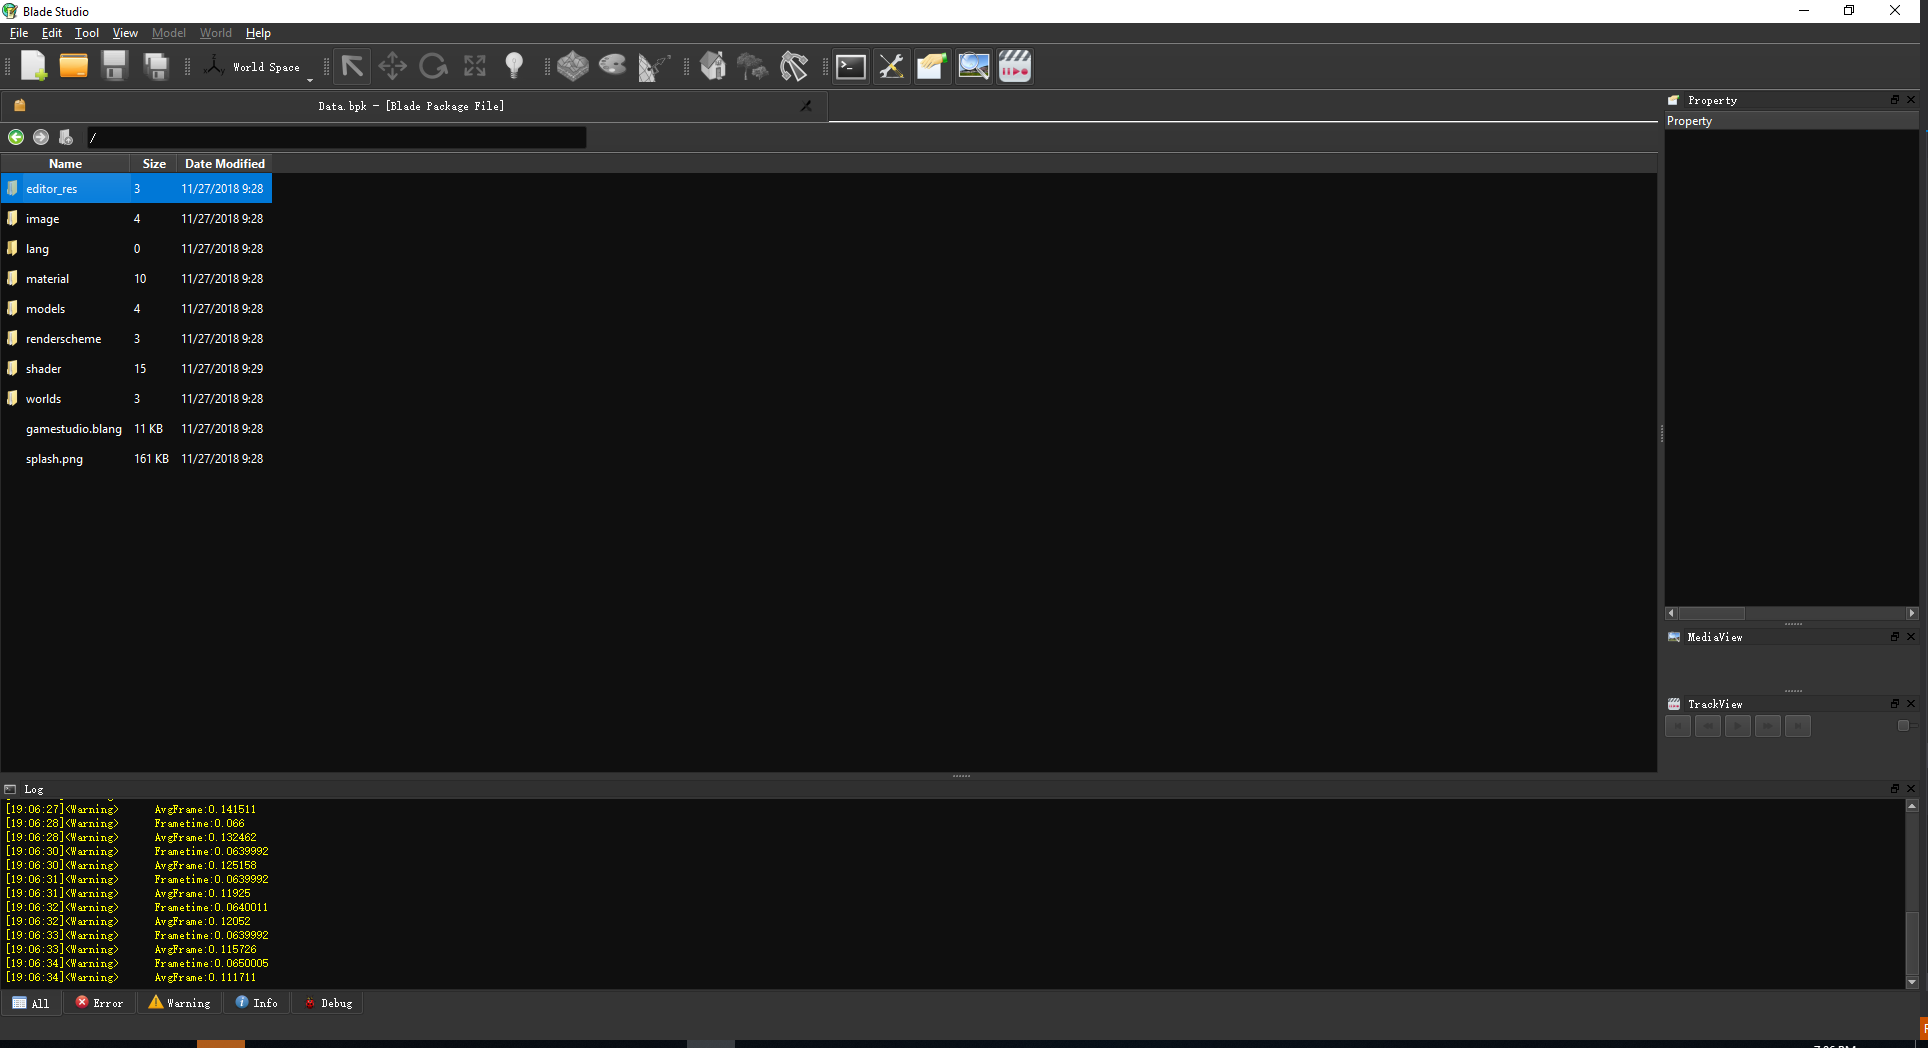 Blade Studio
File Edit Tool View Model World Help
World Space
Data.bpk - [Blade Package File]
/
Name Size Date Modified
editor_res 3 11/27/2018 9:28
image 4 11/27/2018 9:28
lang 0 11/27/2018 9:28
material 10 11/27/2018 9:28
models 4 11/27/2018 9:28
renderscheme 3 11/27/2018 9:28
shader 15 11/27/2018 9:29
worlds 3 11/27/2018 9:28
gamestudio.blang 11 KB 11/27/2018 9:28
splash.png 161 KB 11/27/2018 9:28
Property
Property
MediaView
TrackView
Log
[19:06:27]<Warning> AvgFrame:0.141511
[19:06:28]<Warning> Frametime:0.066
[19:06:28]<Warning> AvgFrame:0.132462
[19:06:30]<Warning> Frametime:0.0639992
[19:06:30]<Warning> AvgFrame:0.125158
[19:06:31]<Warning> Frametime:0.0639992
[19:06:31]<Warning> AvgFrame:0.11925
[19:06:32]<Warning> Frametime:0.0640011
[19:06:32]<Warning> AvgFrame:0.12052
[19:06:33]<Warning> Frametime:0.0639992
[19:06:33]<Warning> AvgFrame:0.115726
[19:06:34]<Warning> Frametime:0.0650005
[19:06:34]<Warning> AvgFrame:0.111711
All Error Warning Info Debug